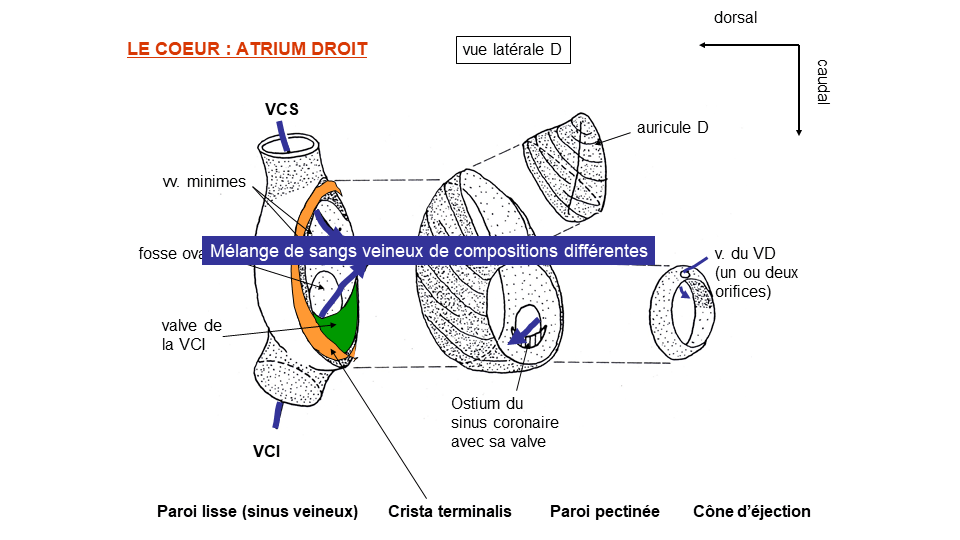 dorsal
LE COEUR : ATRIUM DROIT
vue latérale D
caudal
VCS
auricule D
vv. minimes
fosse ova
Mélange de sangs veineux de compositions différentes
v. du VD
(un ou deux
orifices)
valve de
la VCI
Ostium du
sinus coronaire
avec sa valve
VCI
Paroi lisse (sinus veineux)
Crista terminalis
Paroi pectinée
Cône d’éjection